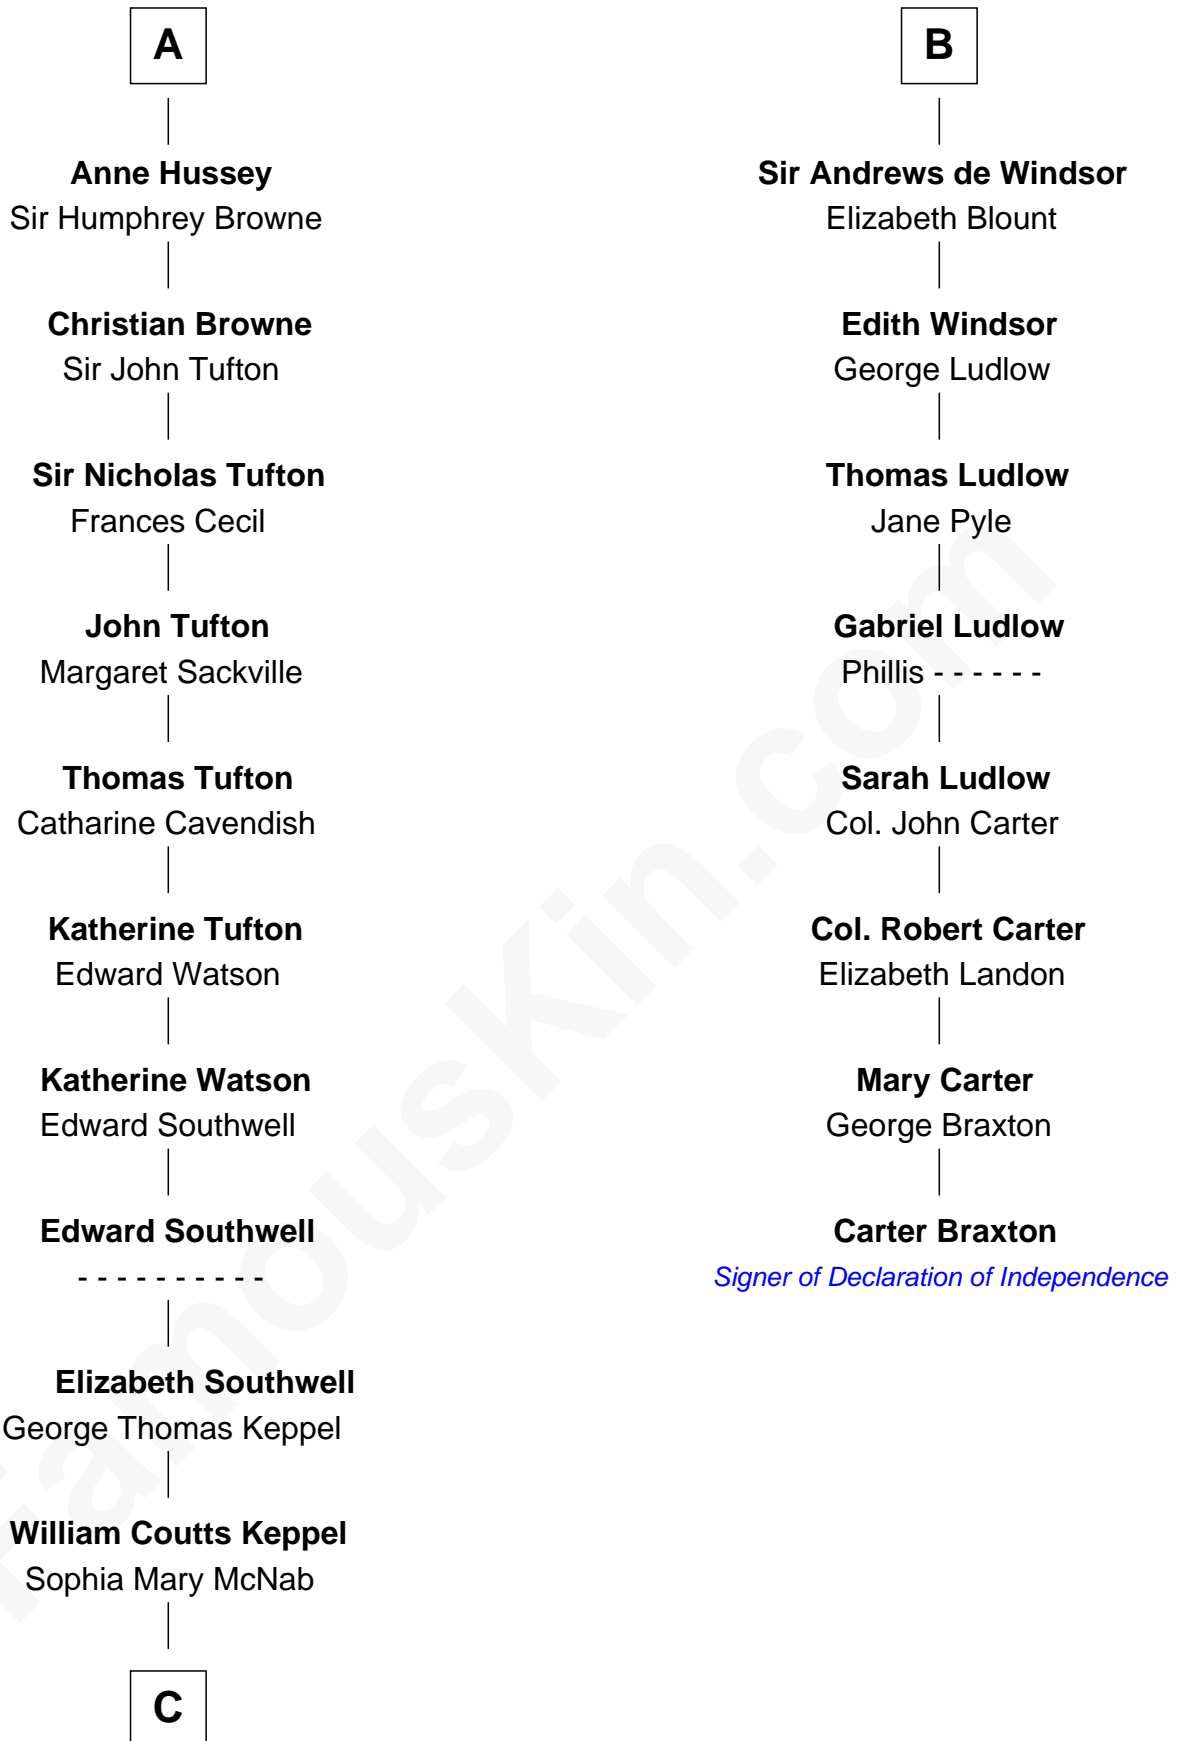 A
Anne Hussey
Sir Humphrey Browne
Christian Browne
Sir John Tufton
Sir Nicholas Tufton
Frances Cecil
John Tufton
Margaret Sackville
Thomas Tufton
Catharine Cavendish
Katherine Tufton
Edward Watson
Katherine Watson
Edward Southwell
Edward Southwell
- - - - - - - - - -
Elizabeth Southwell
George Thomas Keppel
William Coutts Keppel
Sophia Mary McNab
C
B
Sir Andrews de Windsor
Elizabeth Blount
Edith Windsor
George Ludlow
Thomas Ludlow
Jane Pyle
Gabriel Ludlow
Phillis - - - - - -
Sarah Ludlow
Col. John Carter
Col. Robert Carter
Elizabeth Landon
Mary Carter
George Braxton
Carter Braxton
Signer of Declaration of Independence
FamousKin.com